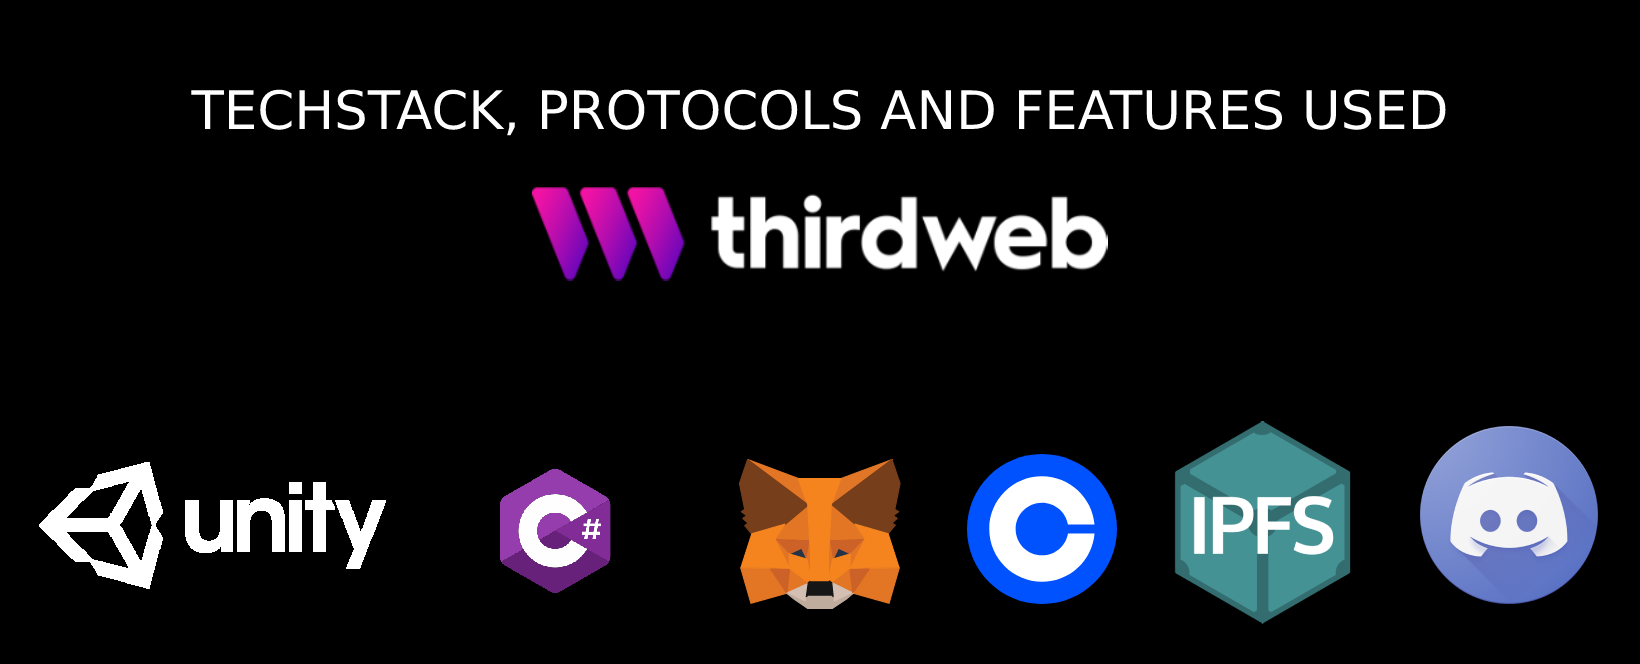 TECHSTACK, PROTOCOLS AND FEATURES USED
thirdweb
unity
C#
IPFS